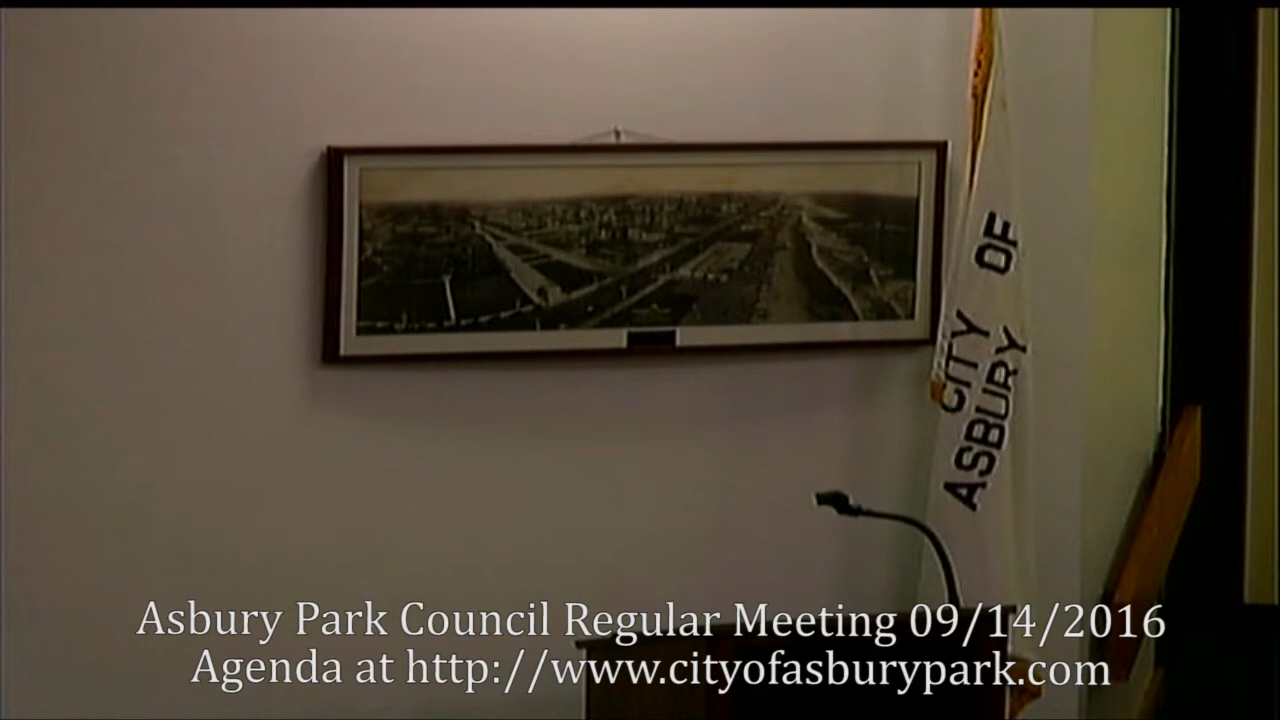 CITY OF
ASBURY
Asbury Park Council Regular Meeting 09/14/2016
Agenda at http://www.cityofasburypark.com